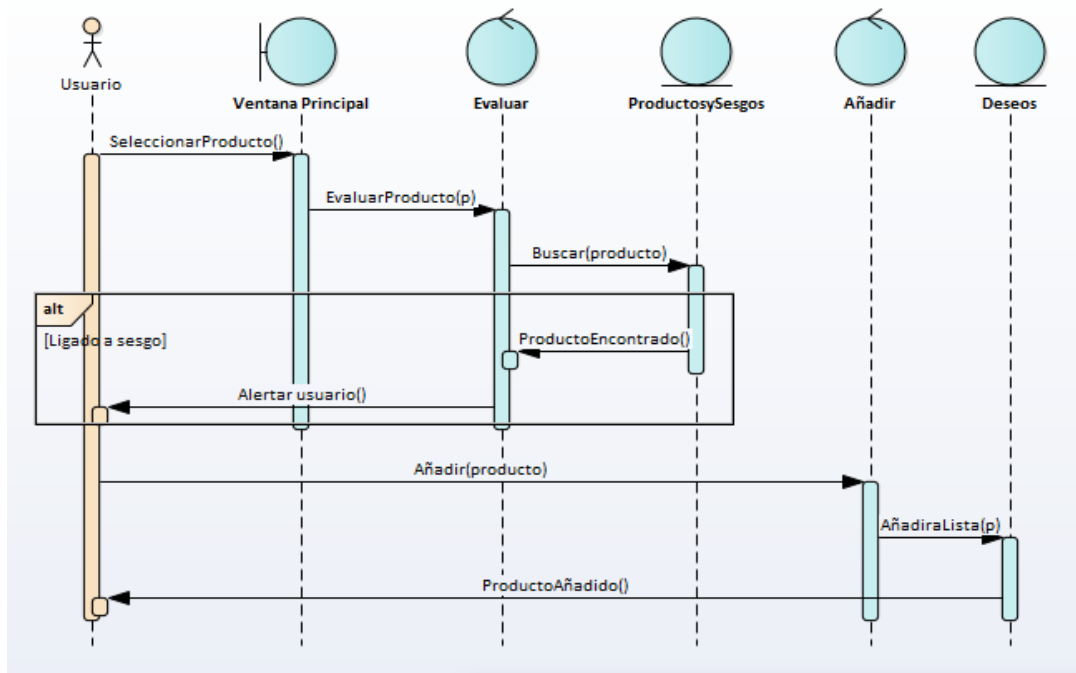 Usuario
Ventana Principal
Evaluar
ProductosySesgos
Añadir
Deseos
SeleccionarProducto()
EvaluarProducto(p)
Buscar(producto)
alt
[Ligado a sesgo]
ProductoEncontrado()
Alertar usuario()
Añadir(producto)
AñadiraLista(p)
ProductoAñadido()